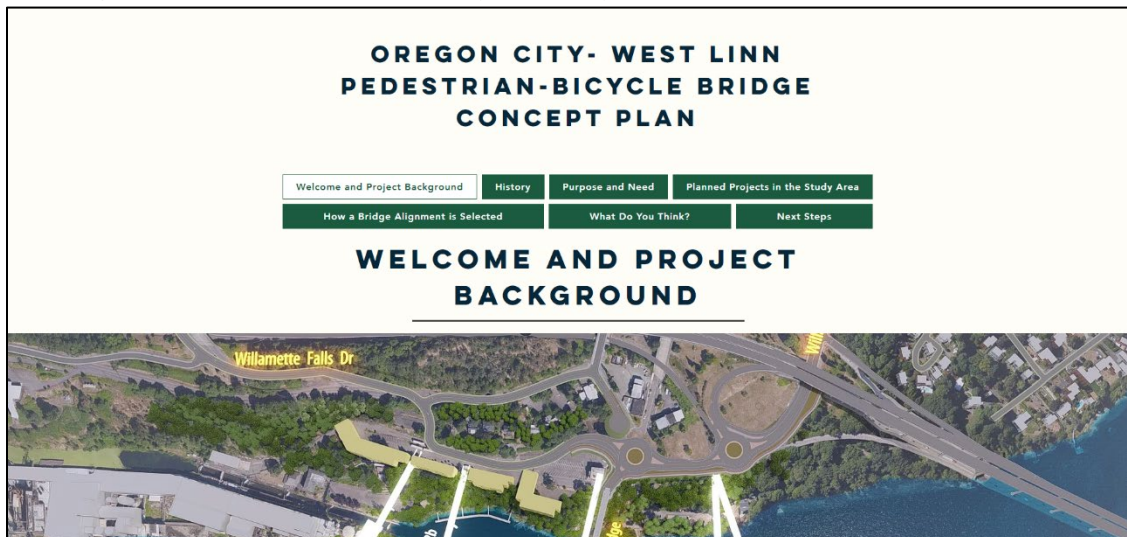 OREGON CITY- WEST LINN
PEDESTRIAN-BICYCLE BRIDGE
CONCEPT PLAN
Welcome and Project Background
History
Purpose and Need
Planned Projects in the Study Area
How a Bridge Alignment is Selected
What Do You Think?
Next Steps
WELCOME AND PROJECT
BACKGROUND
Willamette Falls Dr